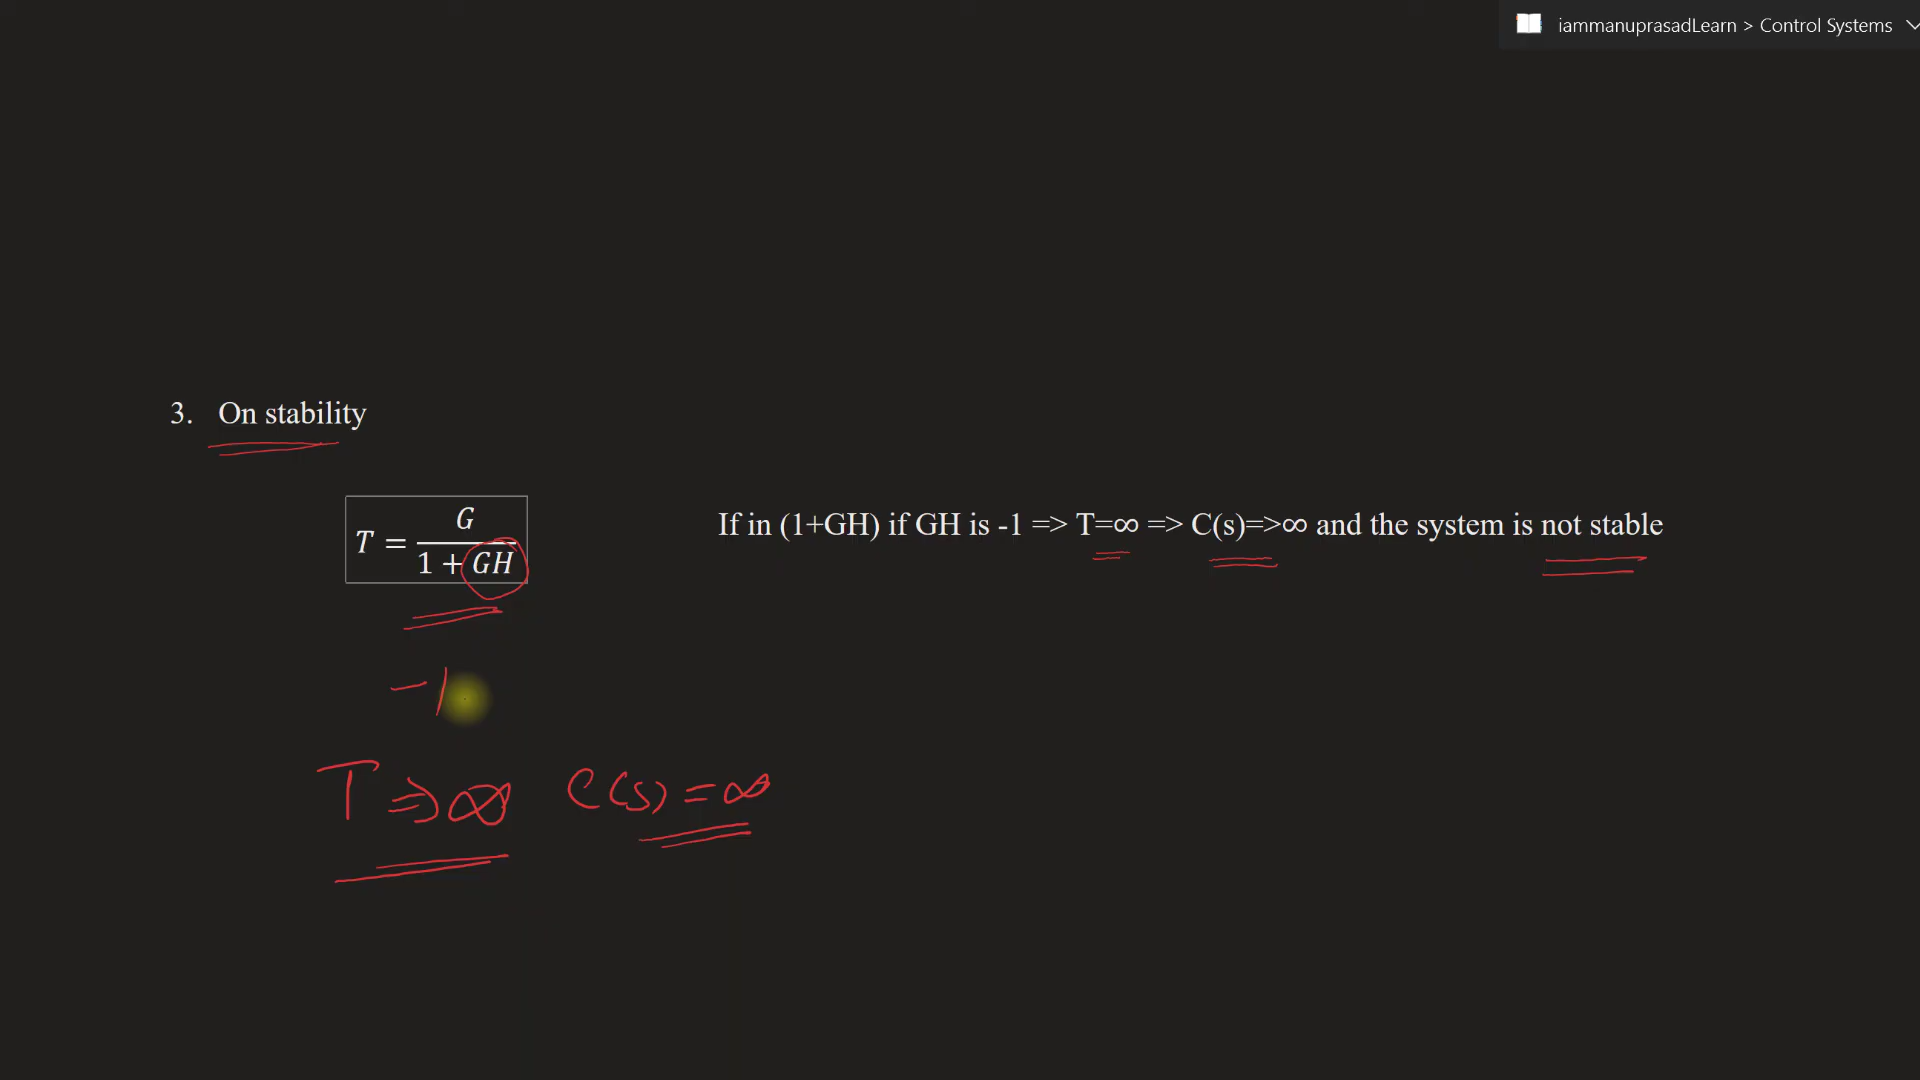 iammanuprasadLearn > Control Systems
3. On stability
T = G / 1 + GH
If in (1+GH) if GH is -1 => T=∞ => C(s)=>∞ and the system is not stable
-1
T ⇒ ∞ C(s) = ∞